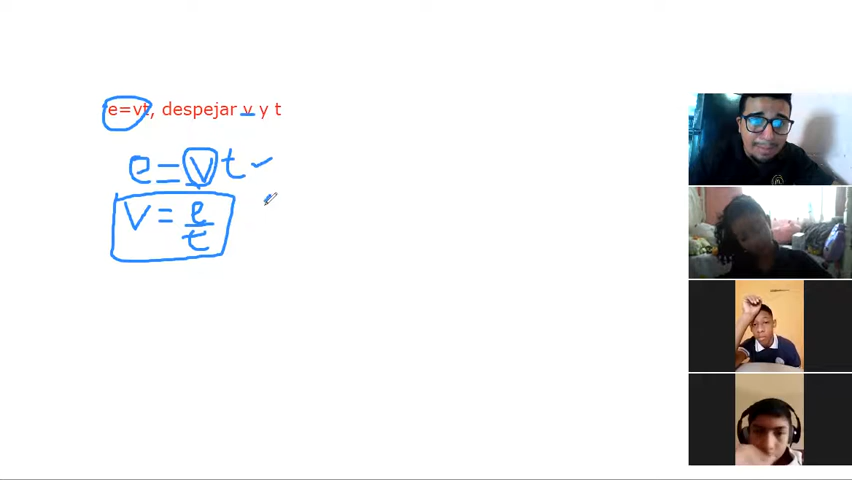 e=vt, despejar v y t
e = v t
v = e/t